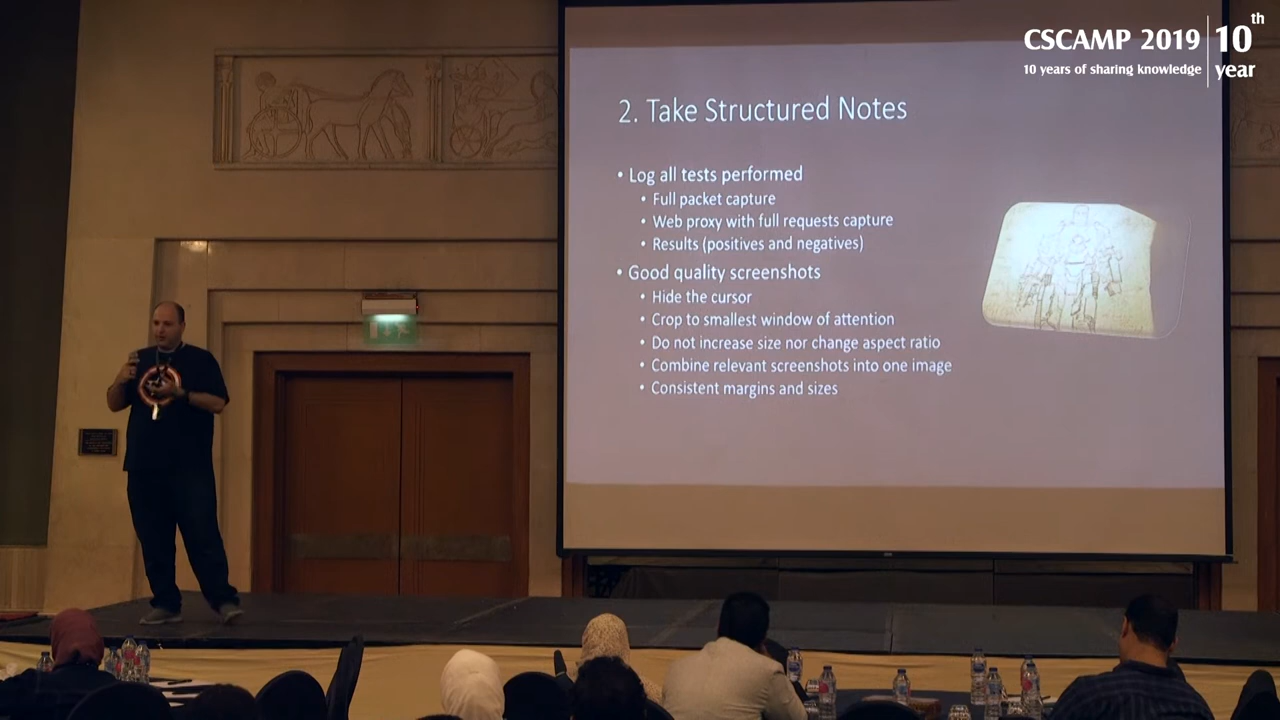 CSCAMP 2019
10 years of sharing knowledge
10th
year
2. Take Structured Notes
• Log all tests performed
• Full packet capture
• Web proxy with full requests capture
• Results (positives and negatives)
• Good quality screenshots
• Hide the cursor
• Crop to smallest window of attention
• Do not increase size nor change aspect ratio
• Combine relevant screenshots into one image
• Consistent margins and sizes